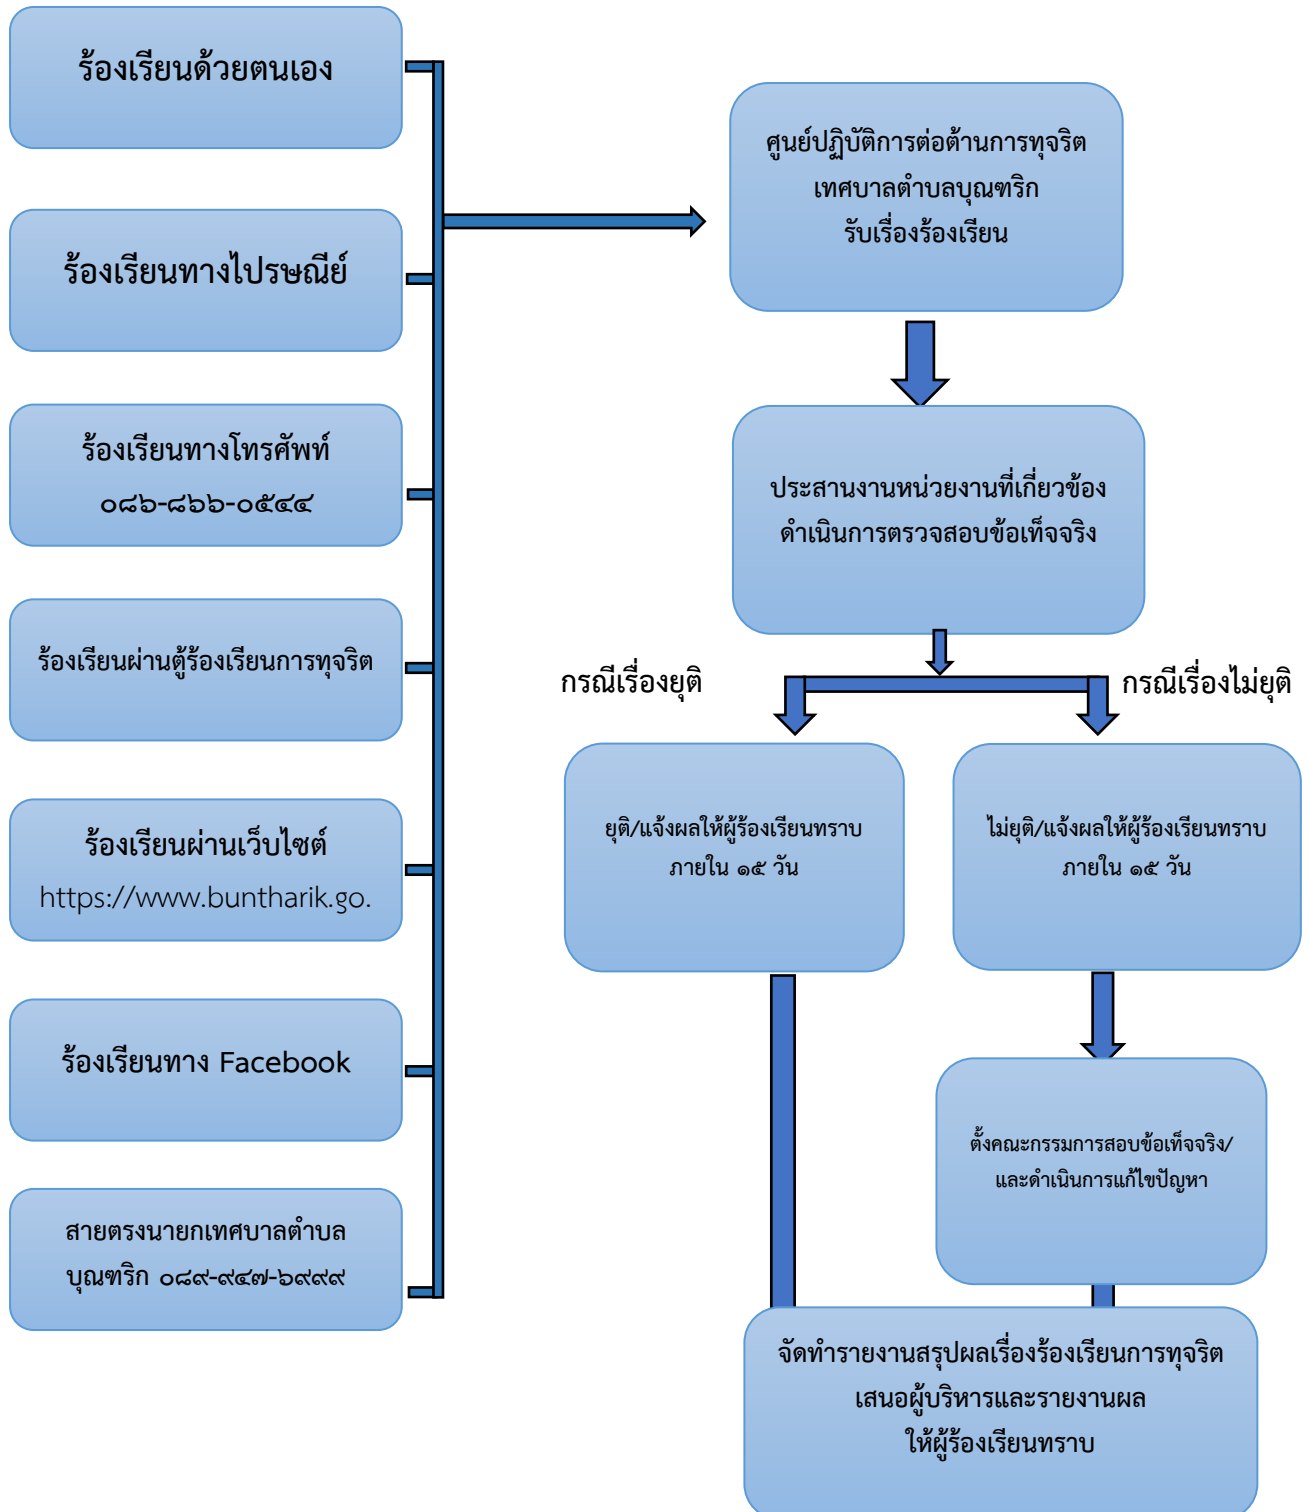 ร้องเรียนด้วยตนเอง
ร้องเรียนทางไปรษณีย์
ร้องเรียนทางโทรศัพท์
๐๘๖-๘๖๖-๐๕๔๔
ร้องเรียนผ่านตู้ร้องเรียนการทุจริต
ร้องเรียนผ่านเว็บไซต์
https://www.buntharik.go.
ร้องเรียนทาง Facebook
สายตรงนายกเทศบาลตำบล
บุณฑริก ๐๘๙-๙๔๗-๖๙๙๙
ศูนย์ปฏิบัติการต่อต้านการทุจริต
เทศบาลตำบลบุณฑริก
รับเรื่องร้องเรียน
ประสานงานหน่วยงานที่เกี่ยวข้อง
ดำเนินการตรวจสอบข้อเท็จจริง
กรณีเรื่องยุติ
กรณีเรื่องไม่ยุติ
ยุติ/แจ้งผลให้ผู้ร้องเรียนทราบ
ภายใน ๑๕ วัน
ไม่ยุติ/แจ้งผลให้ผู้ร้องเรียนทราบ
ภายใน ๑๕ วัน
ตั้งคณะกรรมการสอบข้อเท็จจริง/
และดำเนินการแก้ไขปัญหา
จัดทำรายงานสรุปผลเรื่องร้องเรียนการทุจริต
เสนอผู้บริหารและรายงานผล
ให้ผู้ร้องเรียนทราบ